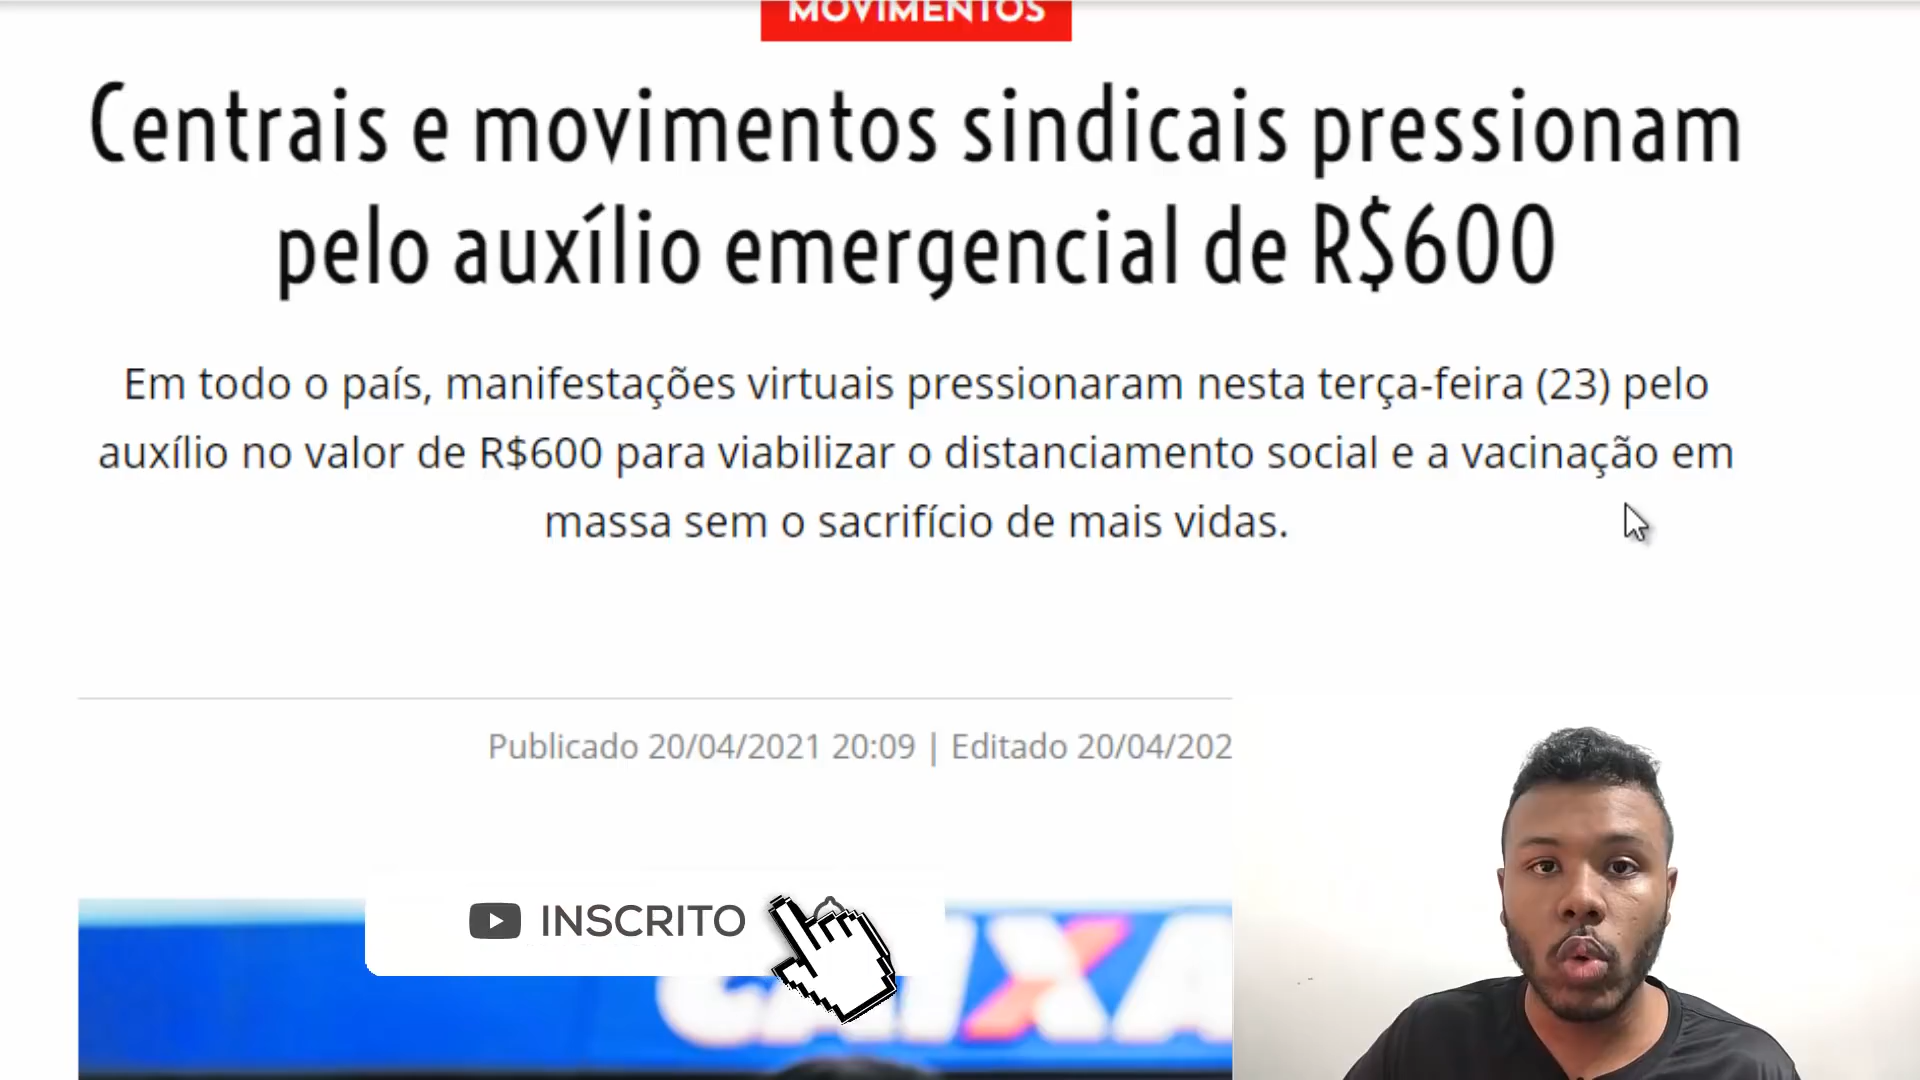 MOVIMENTOS
Centrais e movimentos sindicais pressionam
pelo auxílio emergencial de R$600
Em todo o país, manifestações virtuais pressionaram nesta terça-feira (23) pelo
auxílio no valor de R$600 para viabilizar o distanciamento social e a vacinação em
massa sem o sacrifício de mais vidas.
Publicado 20/04/2021 20:09 | Editado 20/04/202
INSCRITO
CAIXA